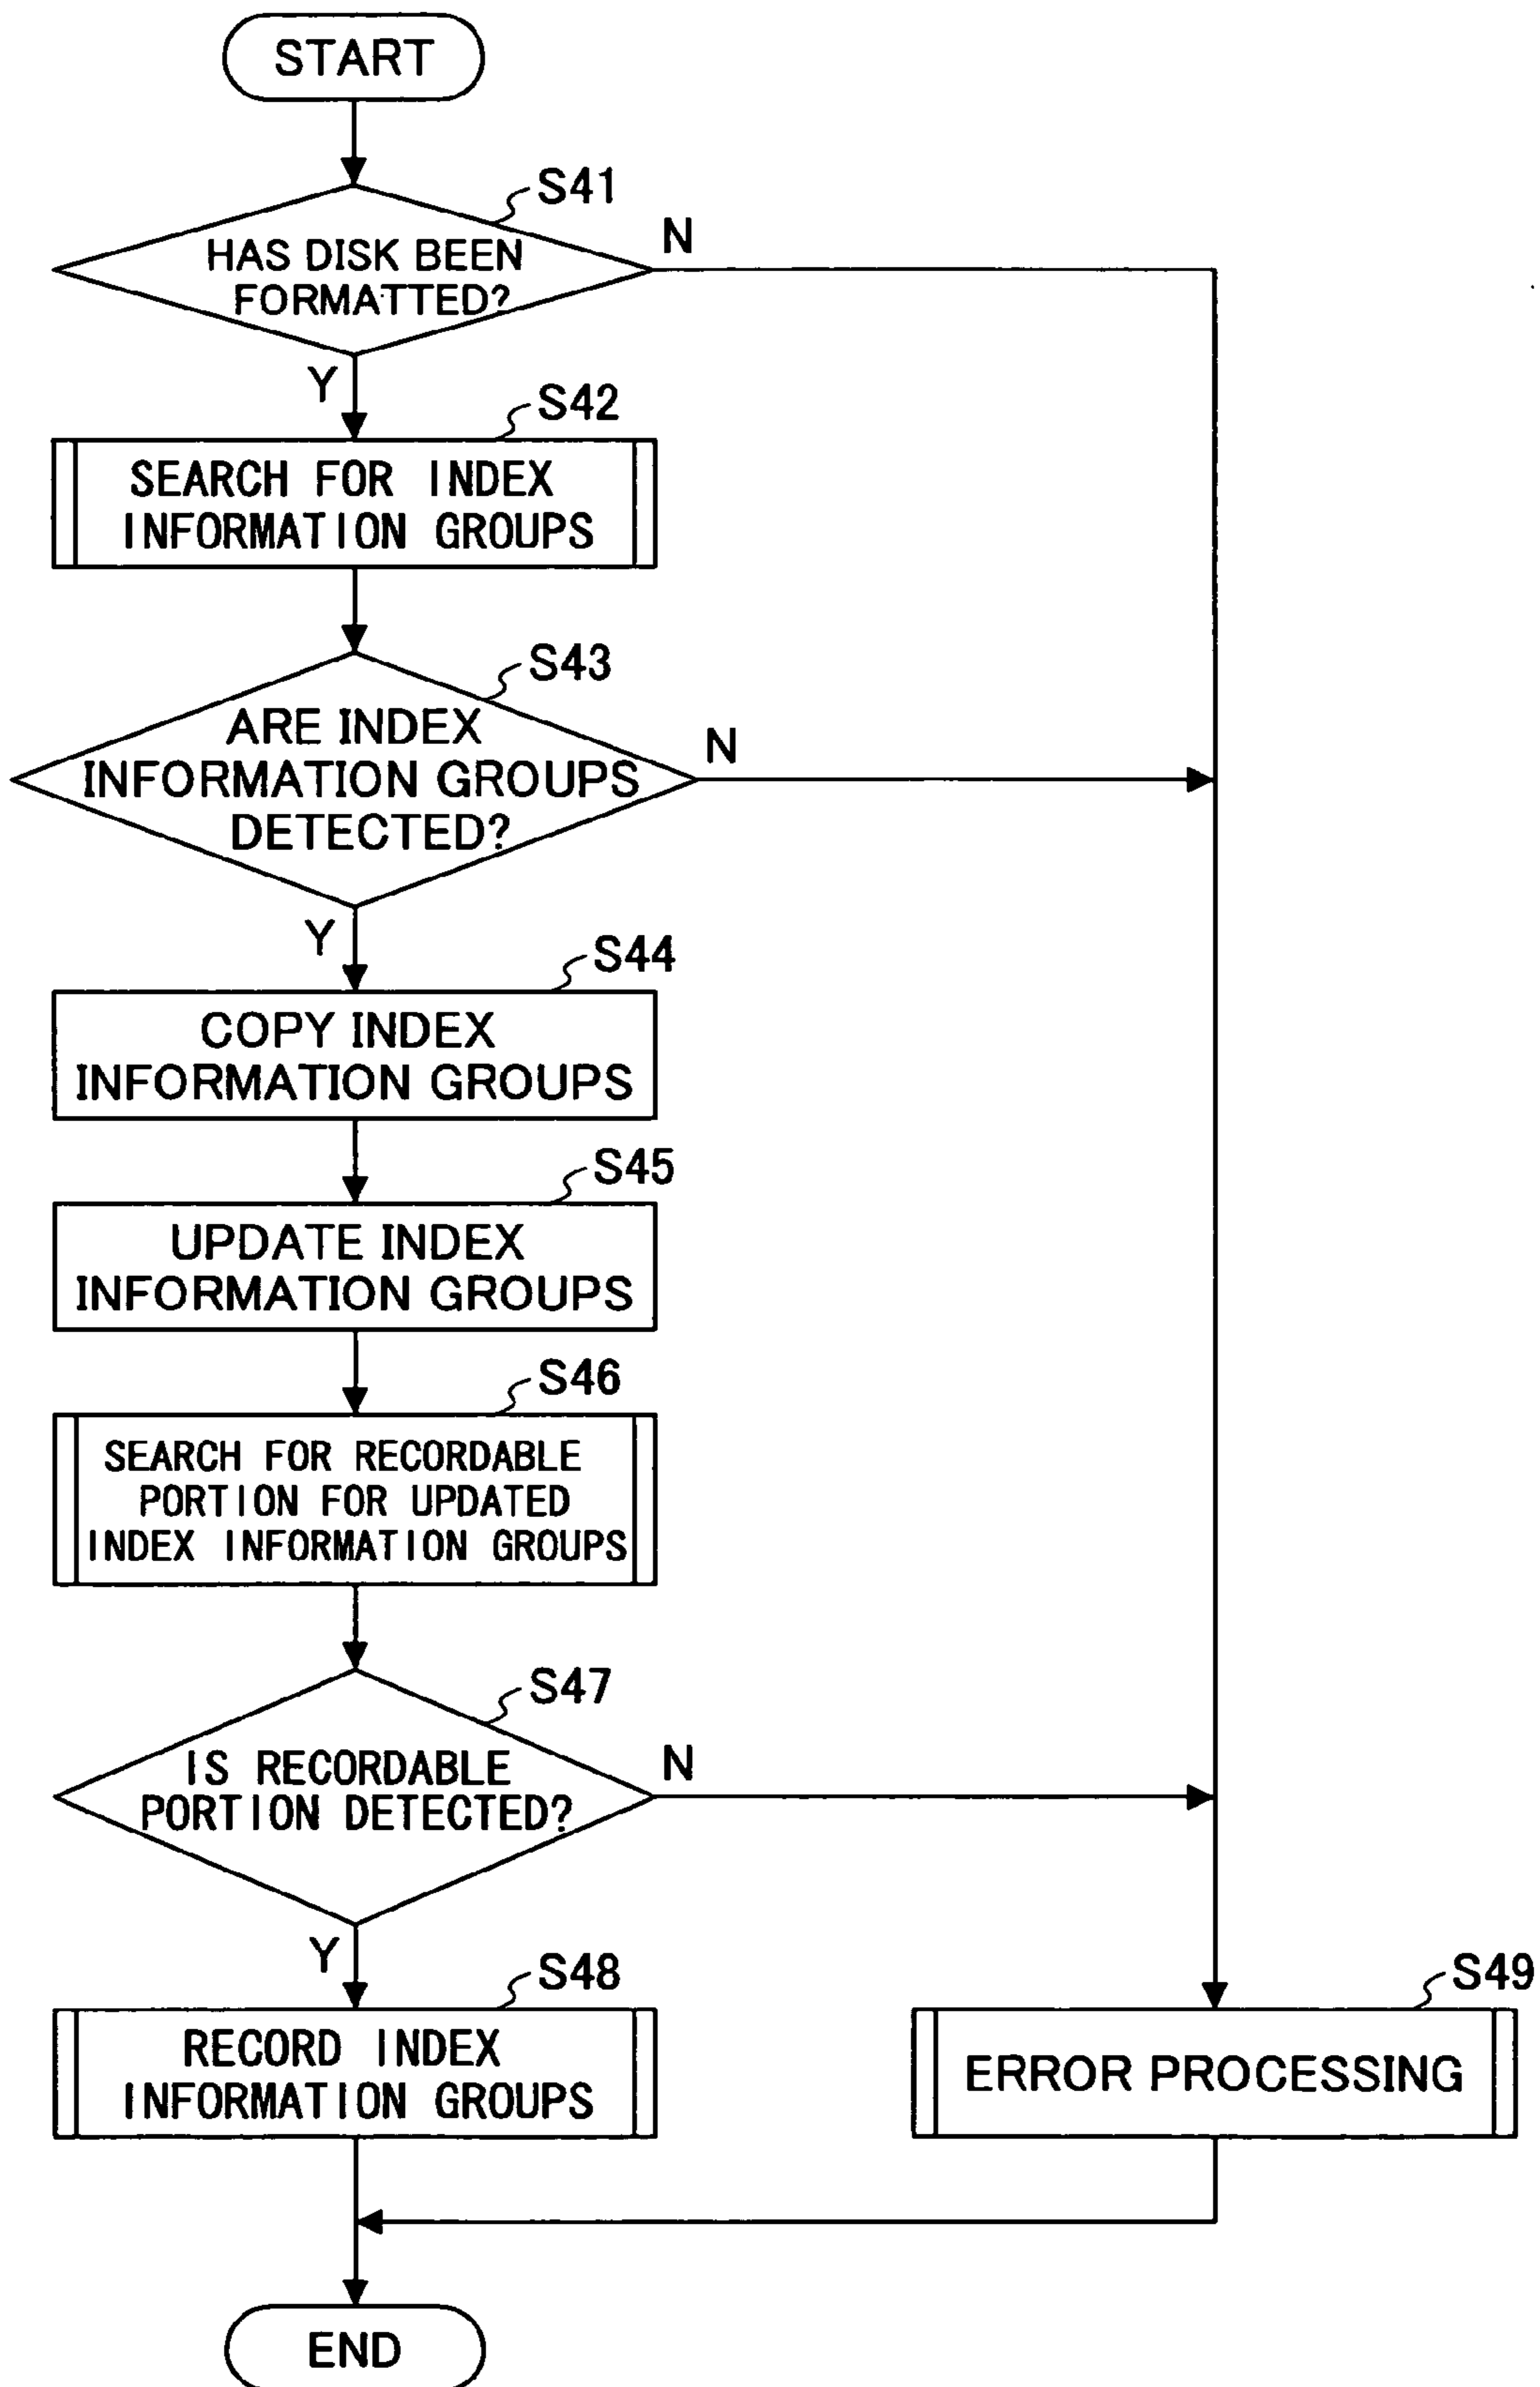 START
S41
HAS DISK BEEN
FORMATTED?
N
Y
S42
SEARCH FOR INDEX
INFORMATION GROUPS
S43
ARE INDEX
INFORMATION GROUPS
DETECTED?
N
Y
S44
COPY INDEX
INFORMATION GROUPS
S45
UPDATE INDEX
INFORMATION GROUPS
S46
SEARCH FOR RECORDABLE
PORTION FOR UPDATED
INDEX INFORMATION GROUPS
S47
IS RECORDABLE
PORTION DETECTED?
N
Y
S48
RECORD INDEX
INFORMATION GROUPS
S49
ERROR PROCESSING
END